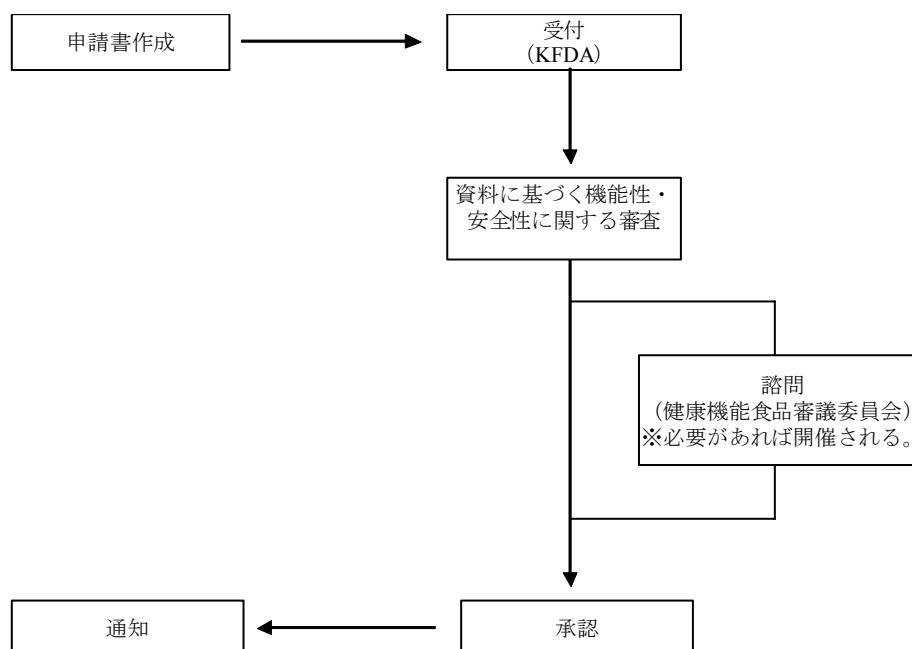 申請書作成
受付
（KFDA）
資料に基づく機能性・
安全性に関する審査
諮問
（健康機能食品審議委員会）
※必要があれば開催される。
承認
通知